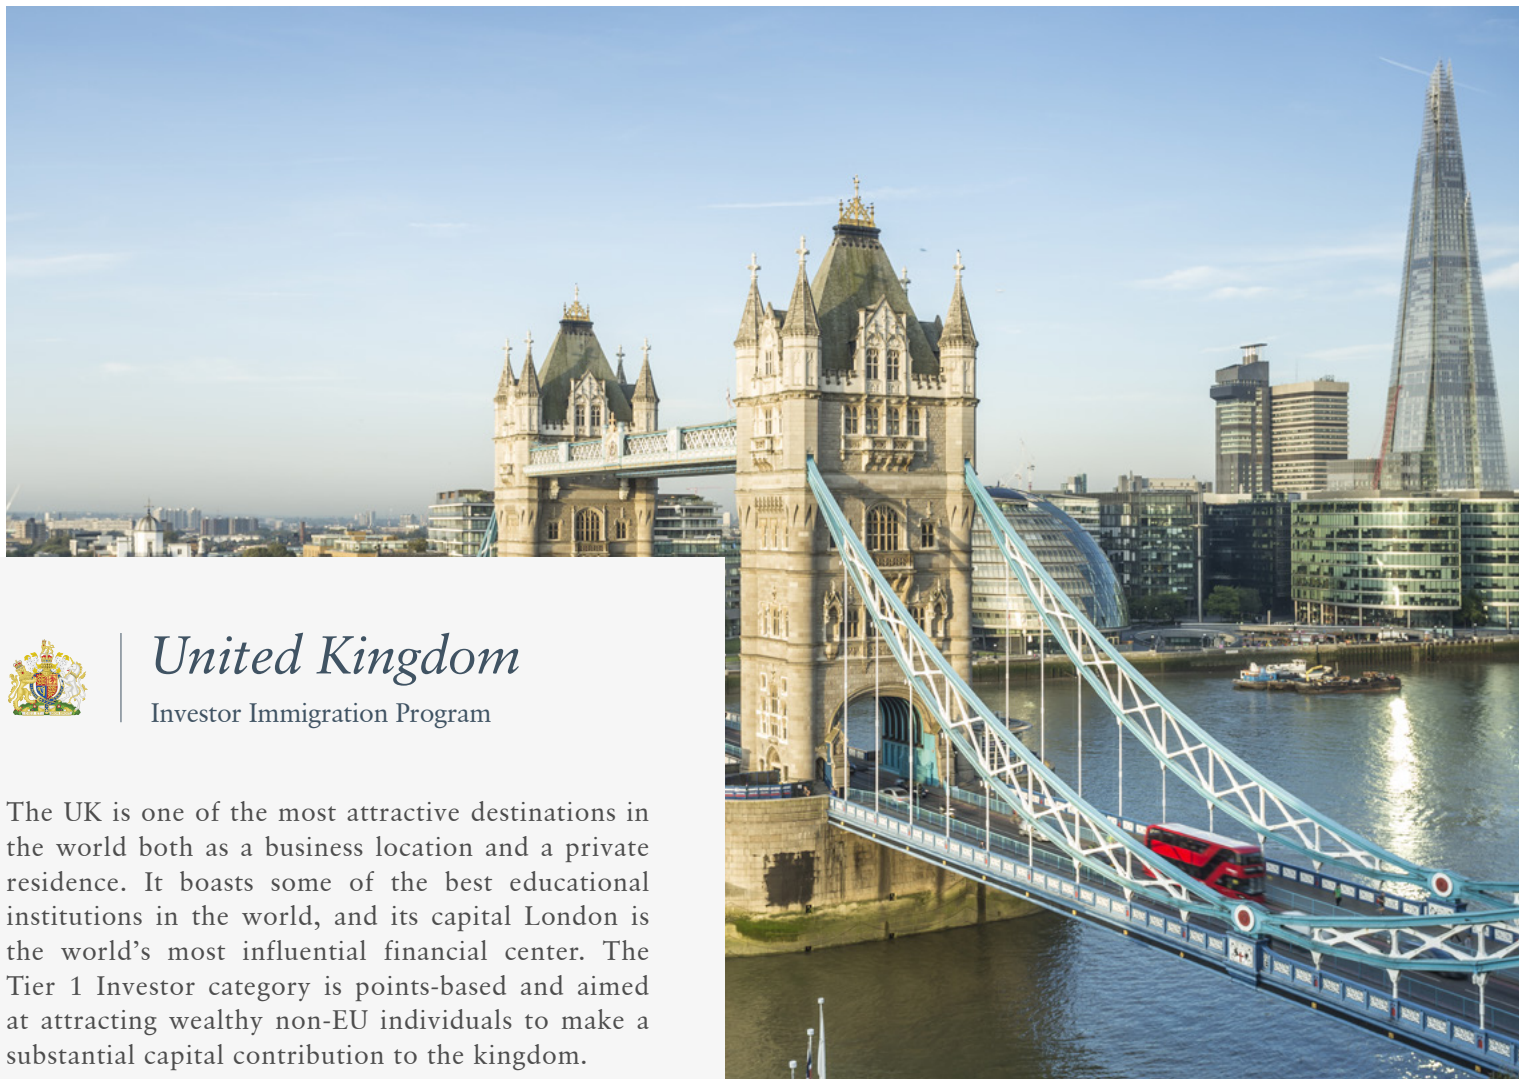 United Kingdom
Investor Immigration Program
The UK is one of the most attractive destinations in
the world both as a business location and a private
residence. It boasts some of the best educational
institutions in the world, and its capital London is
the world’s most influential financial center. The
Tier 1 Investor category is points-based and aimed
at attracting wealthy non-EU individuals to make a
substantial capital contribution to the kingdom.